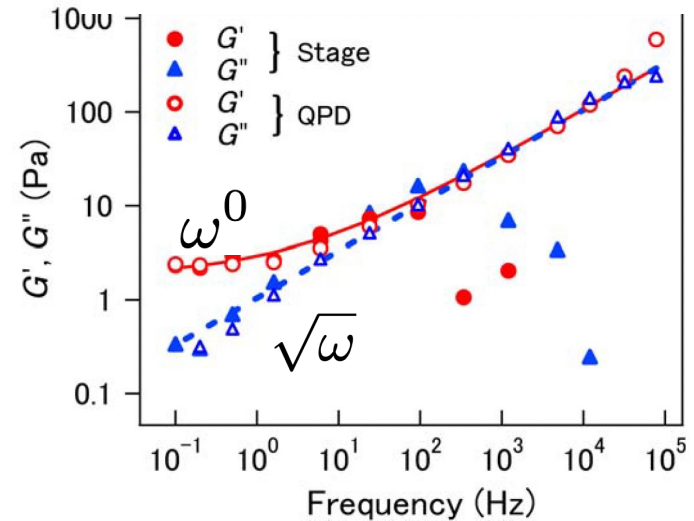 G', G" (Pa)
1000
100
10
1
0.1
G'
G" } Stage
G'
G" } QPD
ω⁰
√ω
10⁻¹ 10⁰ 10¹ 10² 10³ 10⁴ 10⁵
Frequency (Hz)